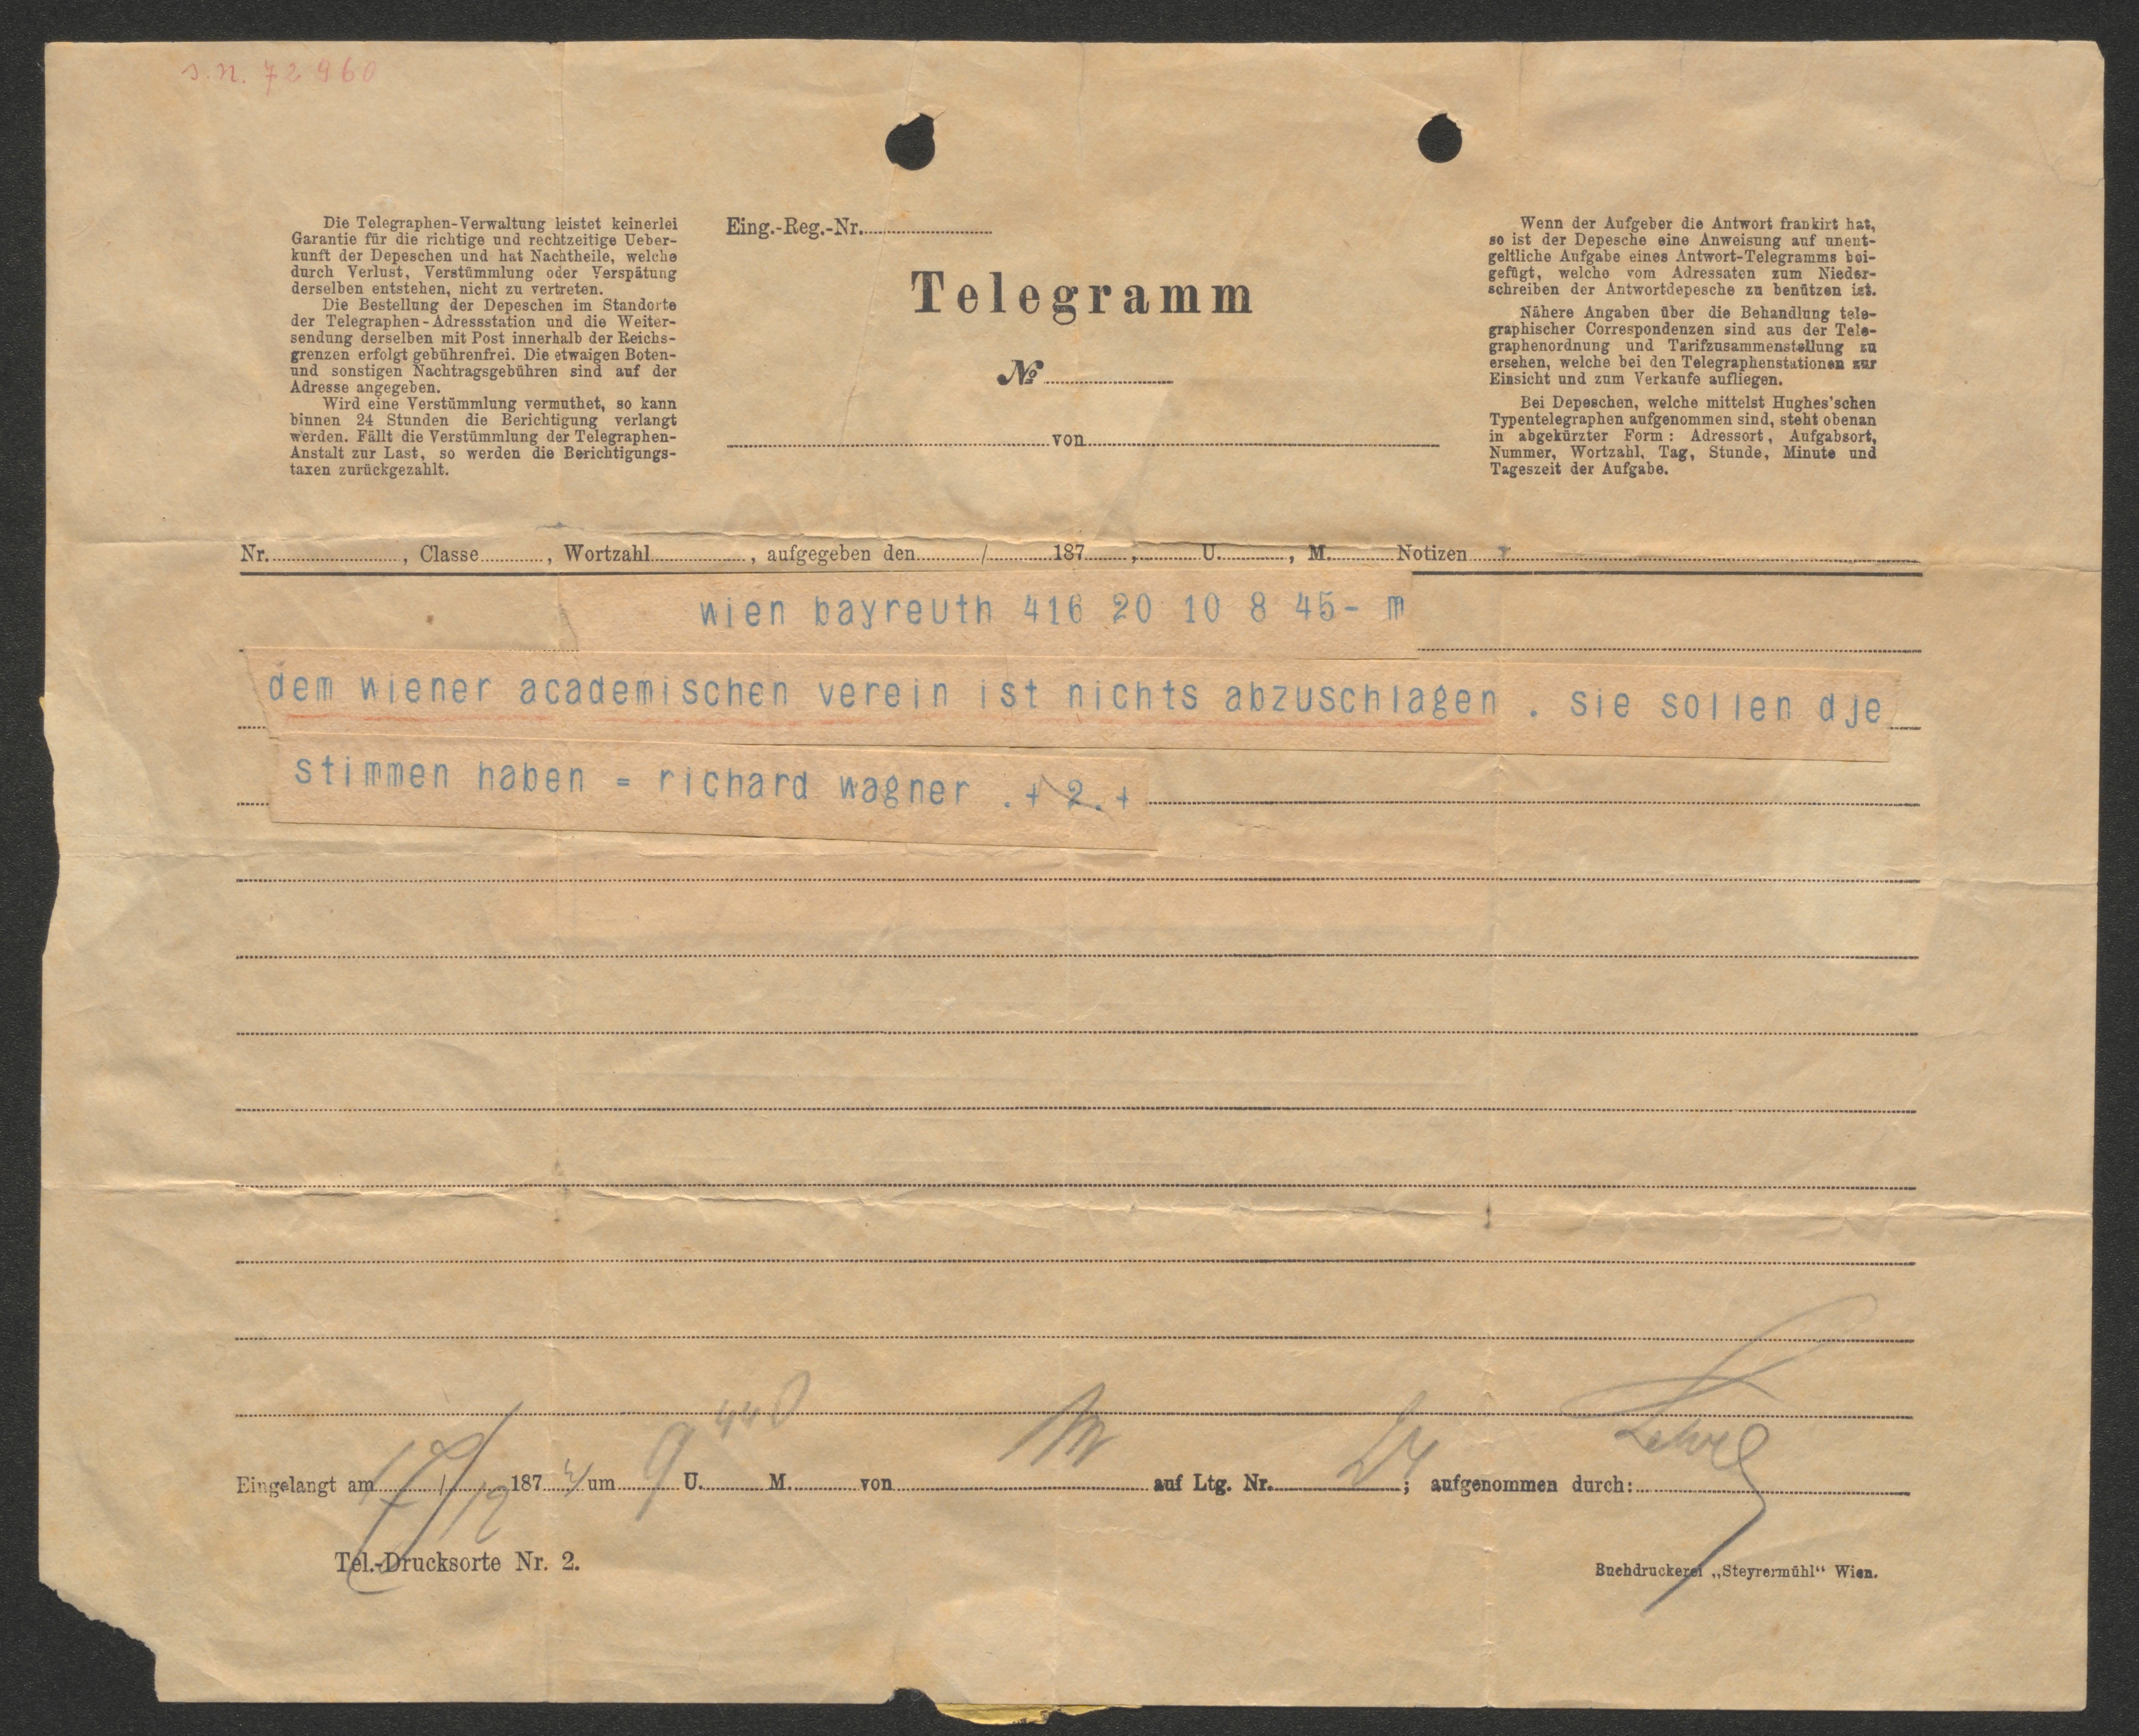 s.n. 72960
Die Telegraphen-Verwaltung leistet keinerlei
Garantie für die richtige und rechtzeitige Ueber-
kunft der Depeschen und hat Nachtheile, welche
durch Verlust, Verstümmlung oder Verspätung
derselben entstehen, nicht zu vertreten.
Die Bestellung der Depeschen im Standorte
der Telegraphen-Adressstation und die Weiter-
sendung derselben mit Post innerhalb der Reichs-
grenzen erfolgt gebührenfrei. Die etwaigen Boten-
und sonstigen Nachtragsgebühren sind auf der
Adresse angegeben.
Wird eine Verstümmlung vermuthet, so kann
binnen 24 Stunden die Berichtigung verlangt
werden. Fällt die Verstümmlung der Telegraphen-
Anstalt zur Last, so werden die Berichtigungs-
taxen zurückgezahlt.
Eing.-Reg.-Nr.
Telegramm
No
von
Wenn der Aufgeber die Antwort frankirt hat,
so ist der Depesche eine Anweisung auf unent-
geltliche Aufgabe eines Antwort-Telegramms bei-
gefügt, welche vom Adressaten zum Nieder-
schreiben der Antwortdepesche zu benützen ist.
Nähere Angaben über die Behandlung tele-
graphischer Correspondenzen sind aus der Tele-
graphenordnung und Tarifzusammenstellung zu
ersehen, welche bei den Telegraphenstationen zur
Einsicht und zum Verkaufe aufliegen.
Bei Depeschen, welche mittelst Hughes'schen
Typentelegraphen aufgenommen sind, steht obenan
in abgekürzter Form: Adressort, Aufgabsort,
Nummer, Wortzahl, Tag, Stunde, Minute und
Tageszeit der Aufgabe.
Nr. , Classe , Wortzahl , aufgegeben den / 187 , U. , M. Notizen
wien bayreuth 416 20 10 8 45- m
dem wiener academischen verein ist nichts abzuschlagen . sie sollen dje
stimmen haben = richard wagner .+ 2.+
Eingelangt am / 187 um 9 U. M. von auf Ltg. Nr. 24 ; aufgenommen durch:
Tel.-Drucksorte Nr. 2.
Buchdruckerei „Steyrermühl“ Wien.